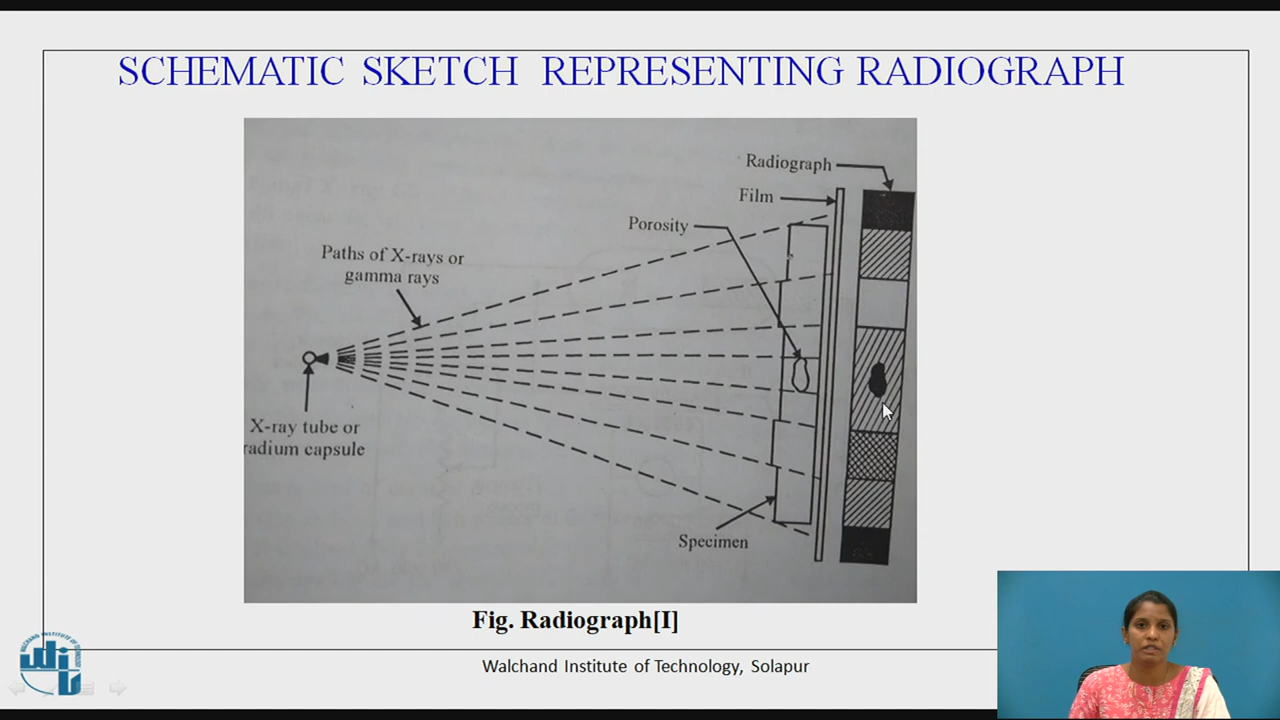 SCHEMATIC SKETCH REPRESENTING RADIOGRAPH
Radiograph
Film
Porosity
Paths of X-rays or
gamma rays
X-ray tube or
radium capsule
Specimen
Fig. Radiograph[I]
Walchand Institute of Technology, Solapur